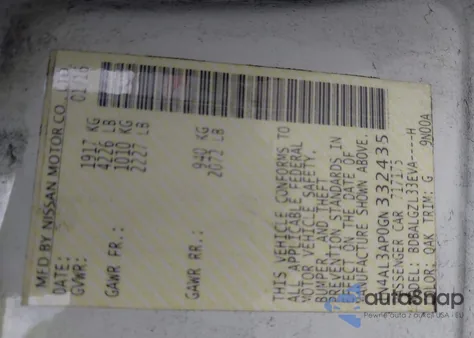 MFD BY NISSAN MOTOR CO., LTD.
DATE: 01/16
GVWR: 1917 KG
4226 LB
GAWR FR.: 1010 KG
2227 LB
GAWR RR.: 940 KG
2072 LB
THIS VEHICLE CONFORMS TO
ALL APPLICABLE FEDERAL
MOTOR VEHICLE SAFETY,
BUMPER, AND THEFT
PREVENTION STANDARDS IN
EFFECT ON THE DATE OF
MANUFACTURE SHOWN ABOVE.
1N4AL3AP0GN332435
PASSENGER CAR 717175
MODEL: BDBALGZL33EVA----H
COLOR: QAK TRIM: G 9N00A
autoSnap